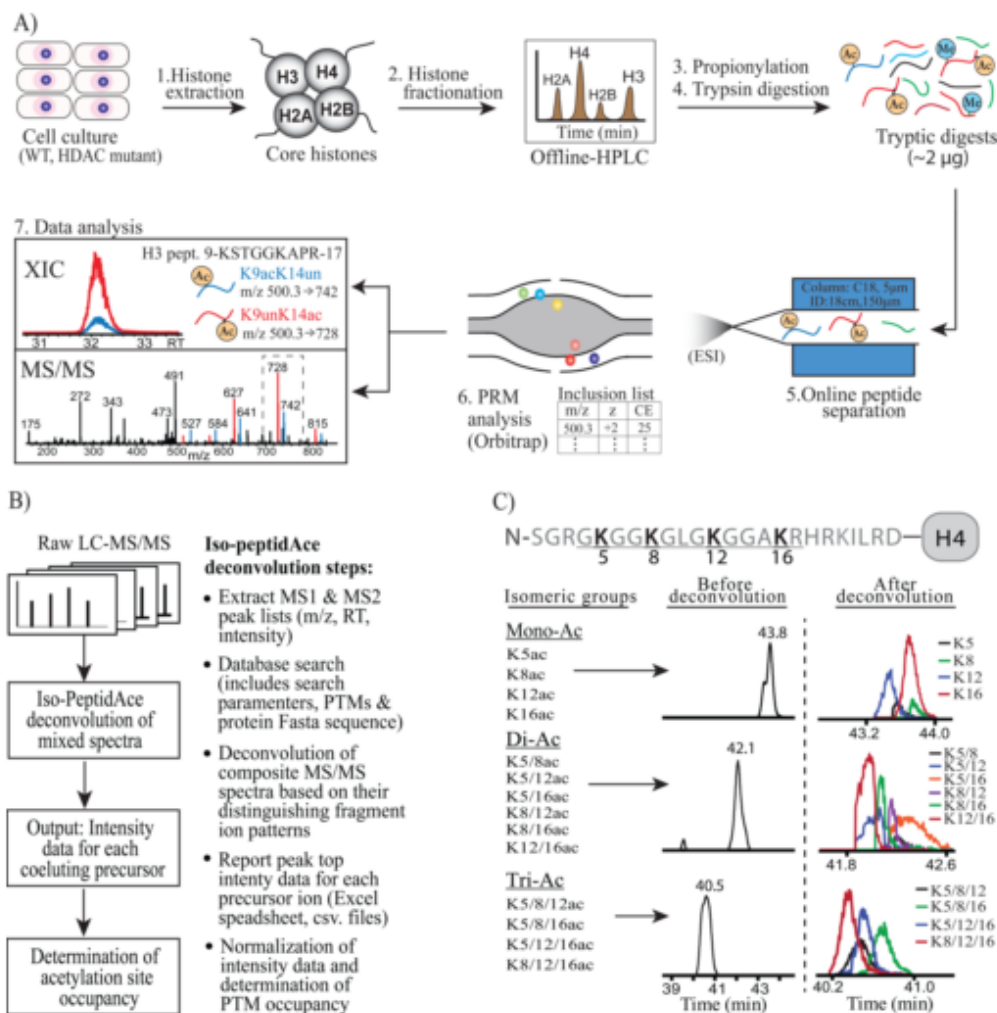 A)
1.Histone
extraction
H3
H4
H2A
H2B
2. Histone
fractionation
H2A
H4
H2B
H3
Time (min)
3. Propionylation
4. Trypsin digestion
Ac
Me
Ac
Ac
Me
Cell culture
(WT, HDAC mutant)
Core histones
Offline-HPLC
Tryptic digests
(~2 µg)
7. Data analysis
XIC
H3 pept. 9-KSTGGKAPR-17
Ac
K9acK14un
m/z 500.3→742
K9unK14ac
m/z 500.3→728
Ac
31
32
33
RT
MS/MS
175
272
343
473
491
527
584
627
641
728
742
815
200
300
400
500
600
700
800
m/z
6. PRM
analysis
(Orbitrap)
Inclusion list
m/z
z
CE
500.3
+2
25
Column: C18, 5µm
ID:18cm,150µm
Ac
Ac
(ESI)
5.Online peptide
separation
B)
Raw LC-MS/MS
Iso-PeptidAce
deconvolution of
mixed spectra
Output: Intensity
data for each
coeluting precursor
Determination of
acetylation site
occupancy
Iso-peptidAce
deconvolution steps:
• Extract MS1 & MS2
peak lists (m/z, RT,
intensity)
• Database search
(includes search
paramenters, PTMs &
protein Fasta sequence)
• Deconvolution of
composite MS/MS
spectra based on their
distinguishing fragment
ion patterns
• Report peak top
intenty data for each
precursor ion (Excel
speadsheet, csv. files)
• Normalization of
intensity data and
determination of
PTM occupancy
C)
N-SGRGKGGKGLGKGGAKRHRKILRD
H4
5
8
12
16
Isomeric groups
Before
deconvolution
After
deconvolution
Mono-Ac
K5ac
K8ac
K12ac
K16ac
43.8
K5
K8
K12
K16
43.2
44.0
Di-Ac
K5/8ac
K5/12ac
K5/16ac
K8/12ac
K8/16ac
K12/16ac
42.1
K5/8
K5/12
K5/16
K8/12
K8/16
K12/16
41.8
42.6
Tri-Ac
K5/8/12ac
K5/8/16ac
K5/12/16ac
K8/12/16ac
40.5
39
41
43
Time (min)
K5/8/12
K5/8/16
K5/12/16
K8/12/16
40.2
41.0
Time (min)